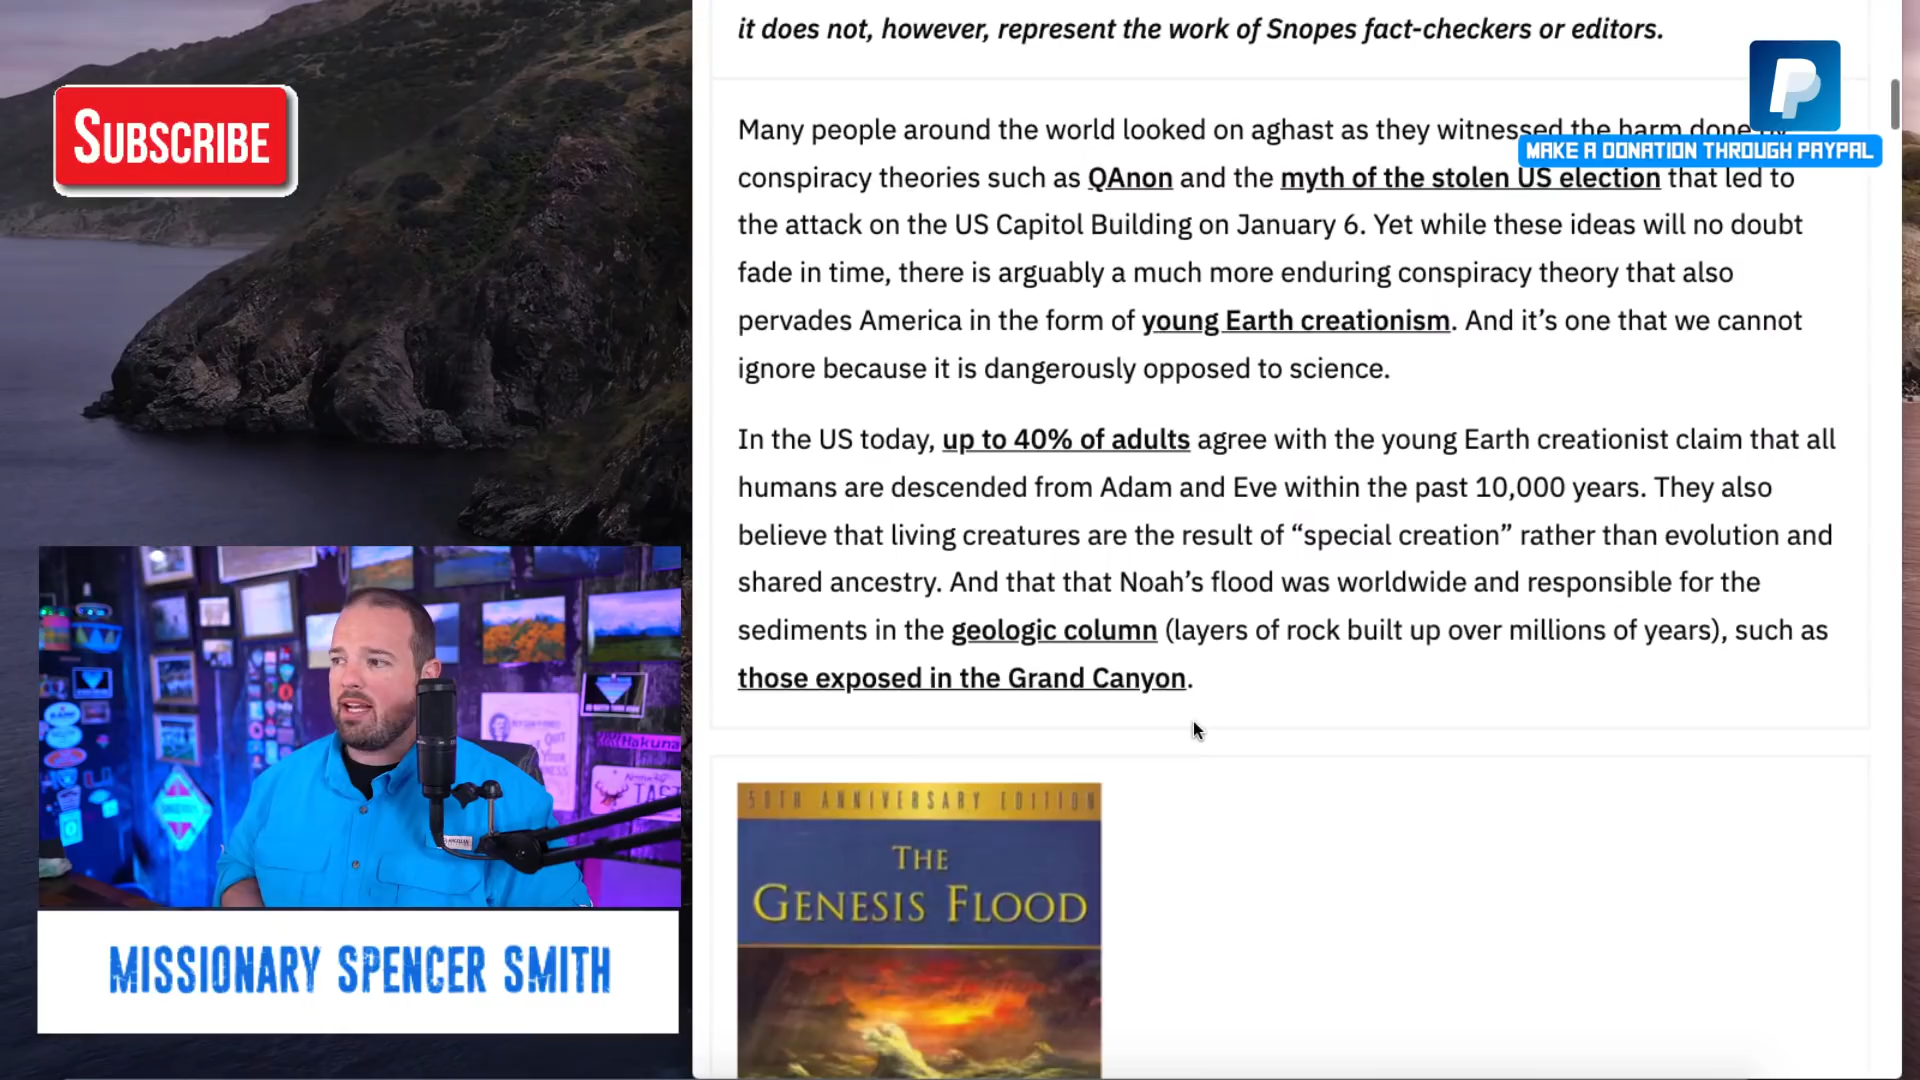 it does not, however, represent the work of Snopes fact-checkers or editors.
SUBSCRIBE
MAKE A DONATION THROUGH PAYPAL
Many people around the world looked on aghast as they witnessed the harm done by
conspiracy theories such as QAnon and the myth of the stolen US election that led to
the attack on the US Capitol Building on January 6. Yet while these ideas will no doubt
fade in time, there is arguably a much more enduring conspiracy theory that also
pervades America in the form of young Earth creationism. And it's one that we cannot
ignore because it is dangerously opposed to science.
In the US today, up to 40% of adults agree with the young Earth creationist claim that all
humans are descended from Adam and Eve within the past 10,000 years. They also
believe that living creatures are the result of “special creation” rather than evolution and
shared ancestry. And that that Noah's flood was worldwide and responsible for the
sediments in the geologic column (layers of rock built up over millions of years), such as
those exposed in the Grand Canyon.
50TH ANNIVERSARY EDITION
THE
GENESIS FLOOD
Hakuna
MISSIONARY SPENCER SMITH